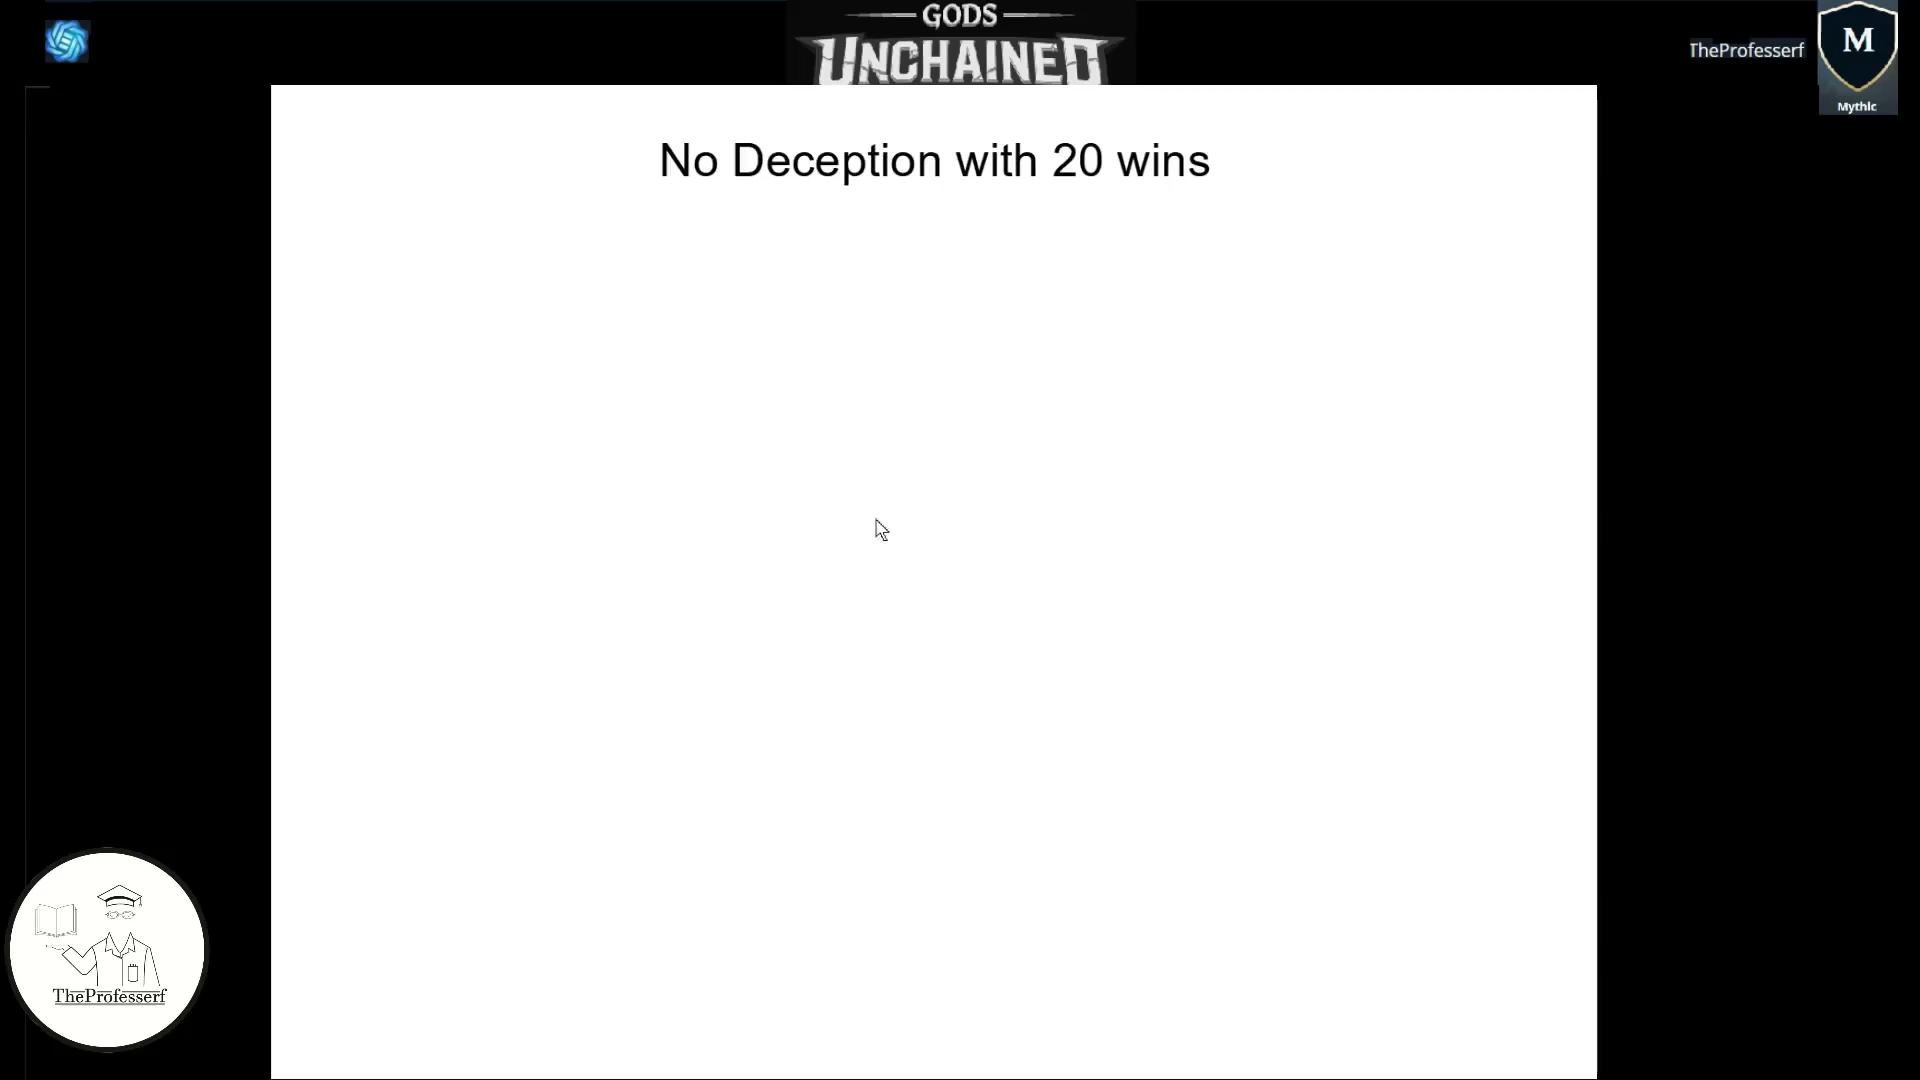 GODS
UNCHAINED
TheProfesserf
M
Mythic
No Deception with 20 wins
TheProfesserf